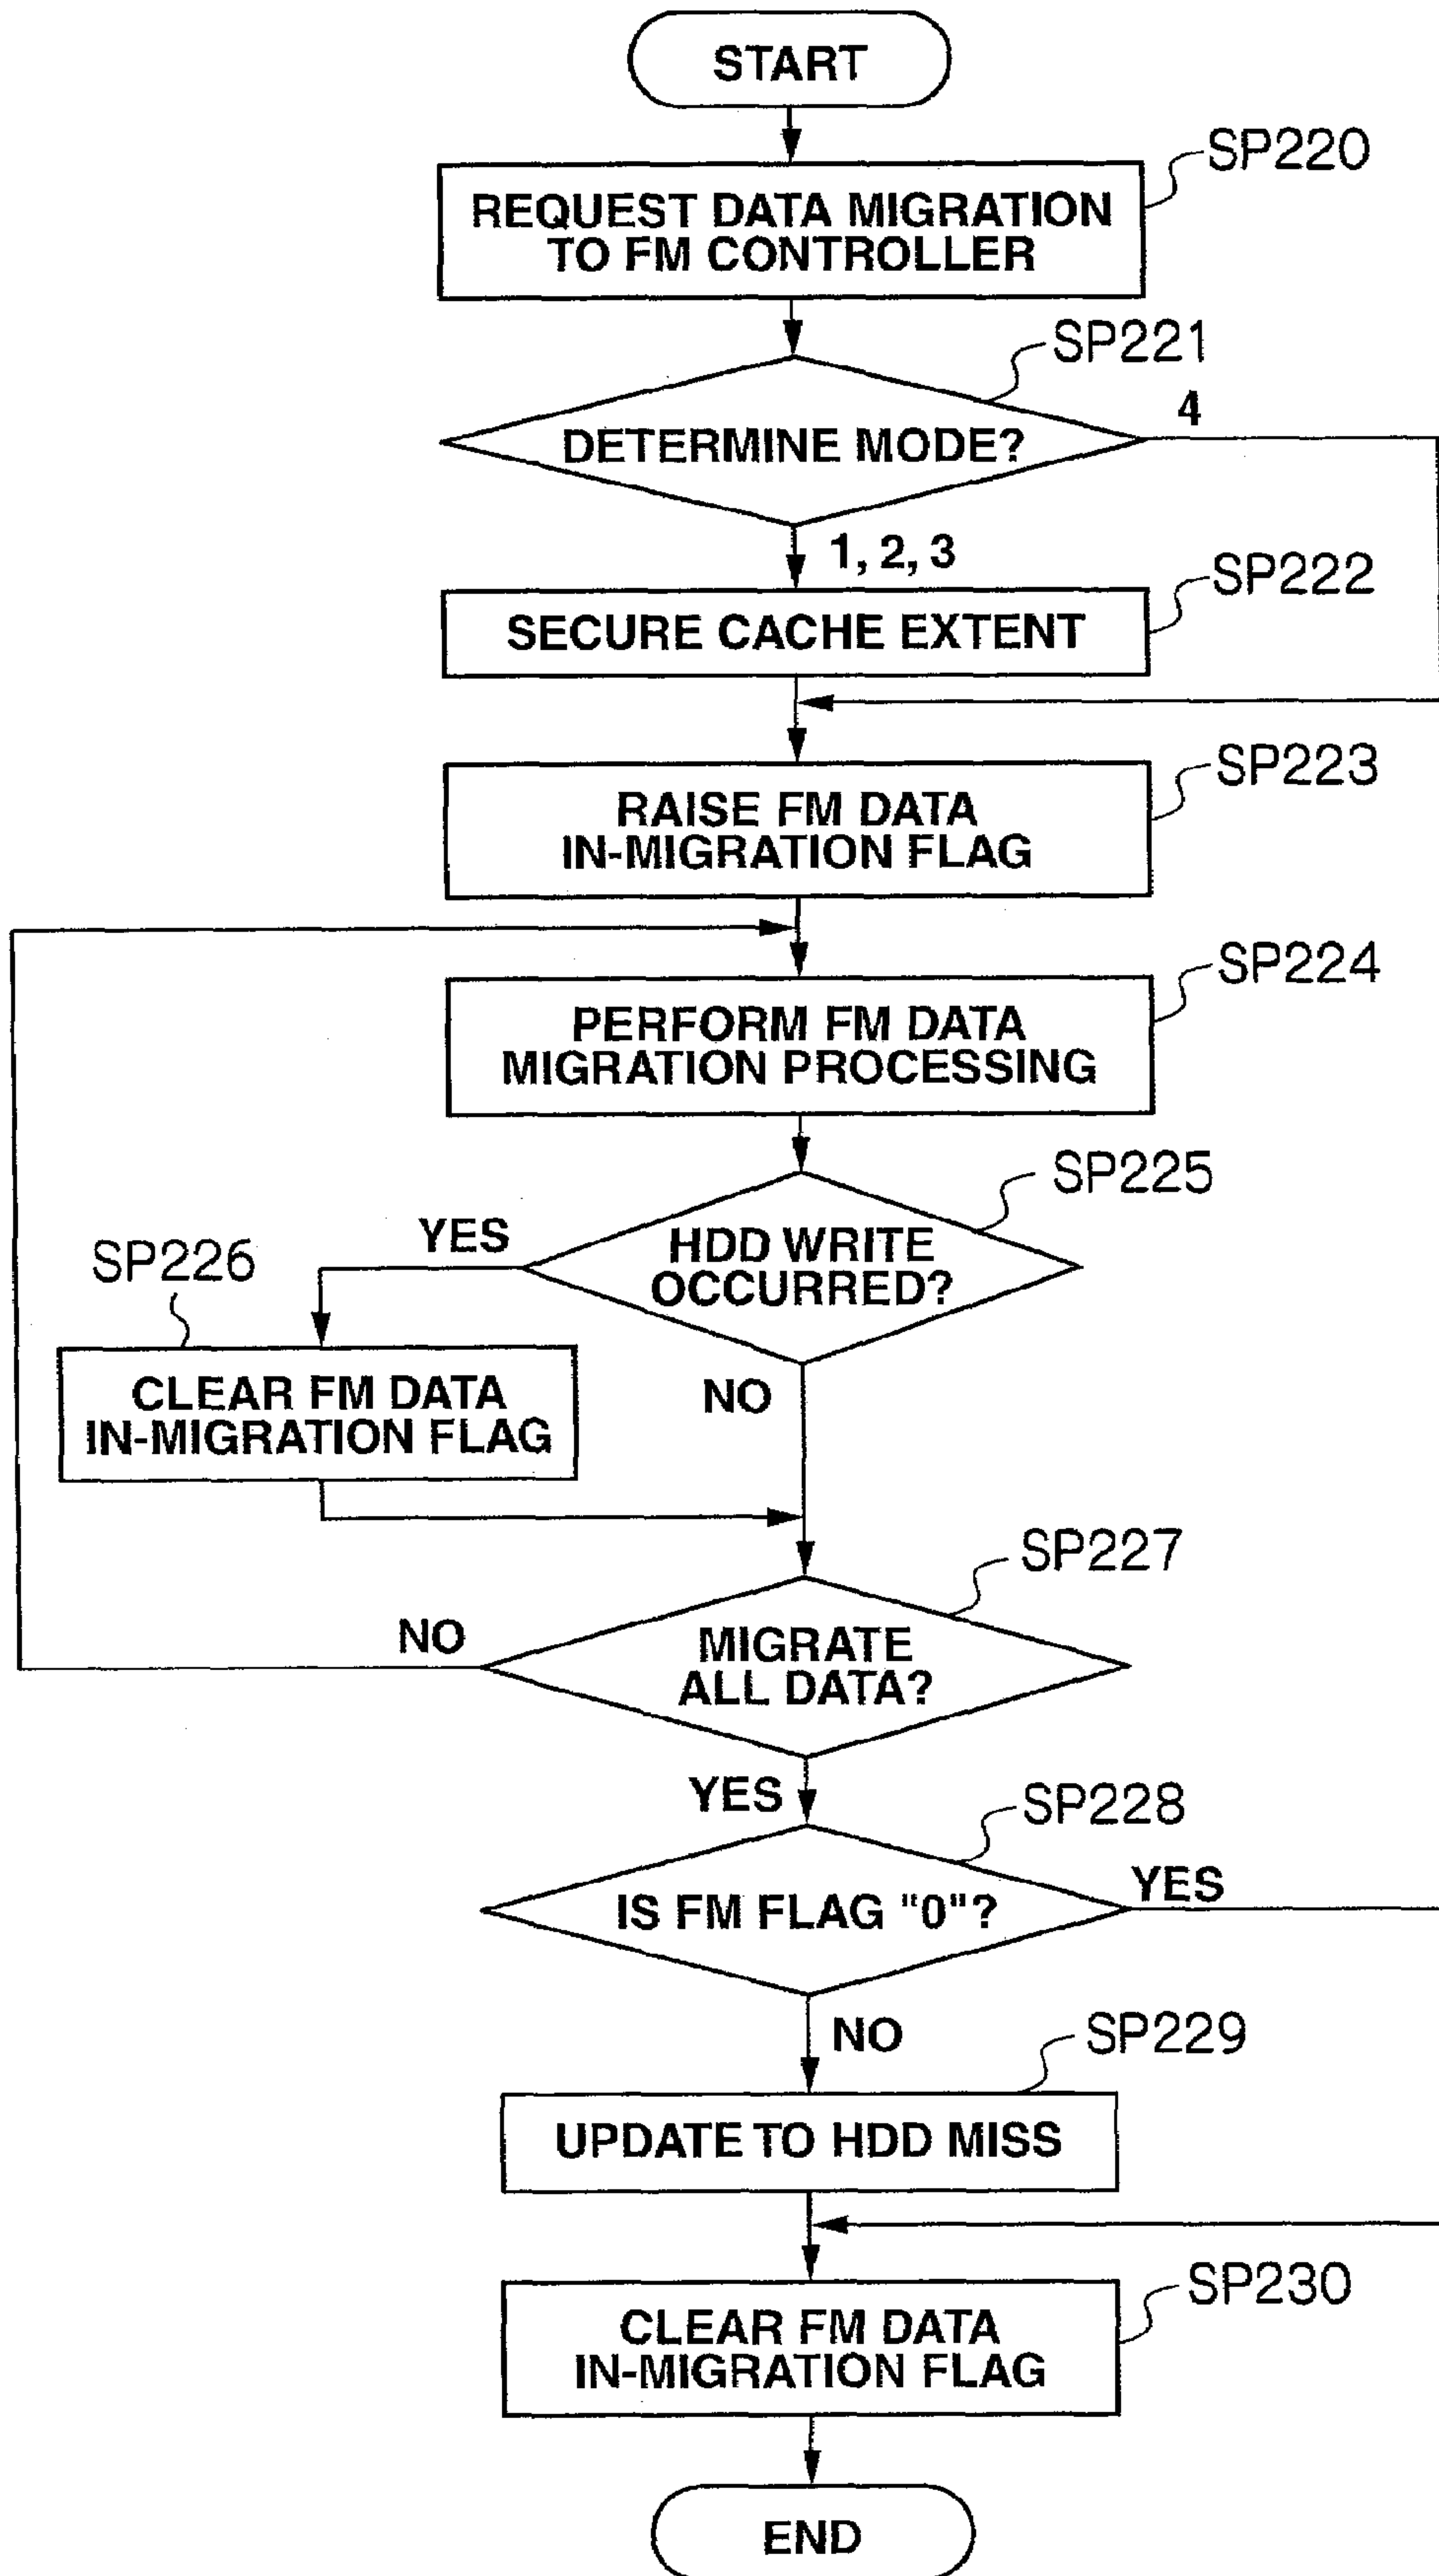 START
SP220
REQUEST DATA MIGRATION
TO FM CONTROLLER
SP221
4
DETERMINE MODE?
1, 2, 3
SP222
SECURE CACHE EXTENT
SP223
RAISE FM DATA
IN-MIGRATION FLAG
SP224
PERFORM FM DATA
MIGRATION PROCESSING
SP225
YES
HDD WRITE
OCCURRED?
SP226
CLEAR FM DATA
IN-MIGRATION FLAG
NO
SP227
NO
MIGRATE
ALL DATA?
YES
SP228
YES
IS FM FLAG "0"?
NO
SP229
UPDATE TO HDD MISS
SP230
CLEAR FM DATA
IN-MIGRATION FLAG
END